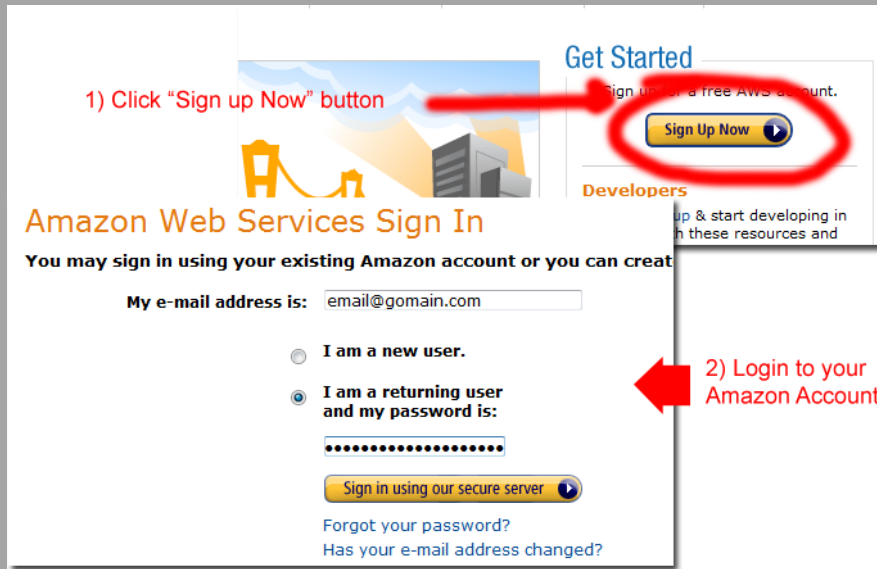 Get Started
1) Click “Sign up Now” button
Sign up for a free AWS account.
Sign Up Now
Developers
up & start developing in
these resources and
Amazon Web Services Sign In
You may sign in using your existing Amazon account or you can creat
My e-mail address is: email@gomain.com
I am a new user.
2) Login to your
Amazon Account
I am a returning user
and my password is:
Sign in using our secure server
Forgot your password?
Has your e-mail address changed?